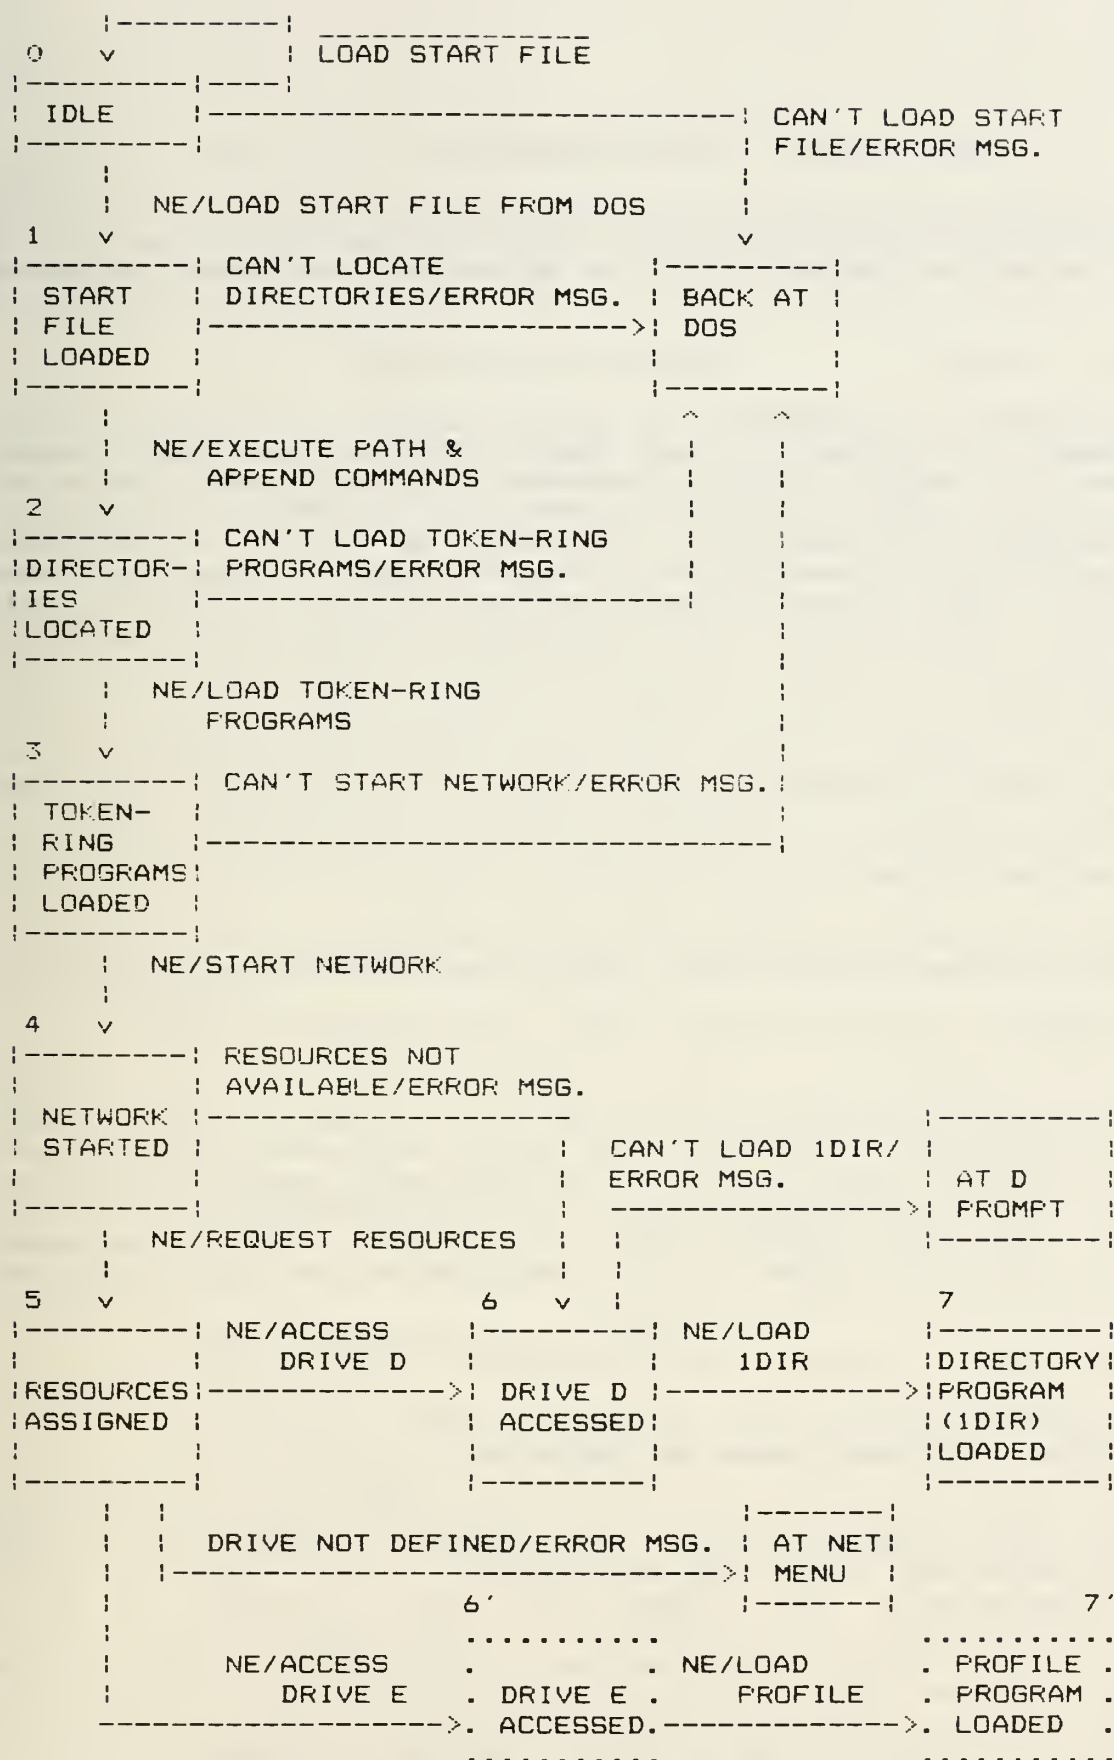 LOAD START FILE
0
IDLE
CAN'T LOAD START
FILE/ERROR MSG.
NE/LOAD START FILE FROM DOS
1
START
FILE
LOADED
CAN'T LOCATE
DIRECTORIES/ERROR MSG.
BACK AT
DOS
NE/EXECUTE PATH &
APPEND COMMANDS
2
DIRECTOR-
IES
LOCATED
CAN'T LOAD TOKEN-RING
PROGRAMS/ERROR MSG.
NE/LOAD TOKEN-RING
PROGRAMS
3
TOKEN-
RING
PROGRAMS
LOADED
CAN'T START NETWORK/ERROR MSG.
NE/START NETWORK
4
NETWORK
STARTED
RESOURCES NOT
AVAILABLE/ERROR MSG.
CAN'T LOAD 1DIR/
ERROR MSG.
AT D
PROMPT
NE/REQUEST RESOURCES
5
RESOURCES
ASSIGNED
NE/ACCESS
DRIVE D
6
DRIVE D
ACCESSED
NE/LOAD
1DIR
7
DIRECTORY
PROGRAM
(1DIR)
LOADED
DRIVE NOT DEFINED/ERROR MSG.
AT NET
MENU
NE/ACCESS
DRIVE E
6'
DRIVE E
ACCESSED
NE/LOAD
PROFILE
7'
PROFILE
PROGRAM
LOADED